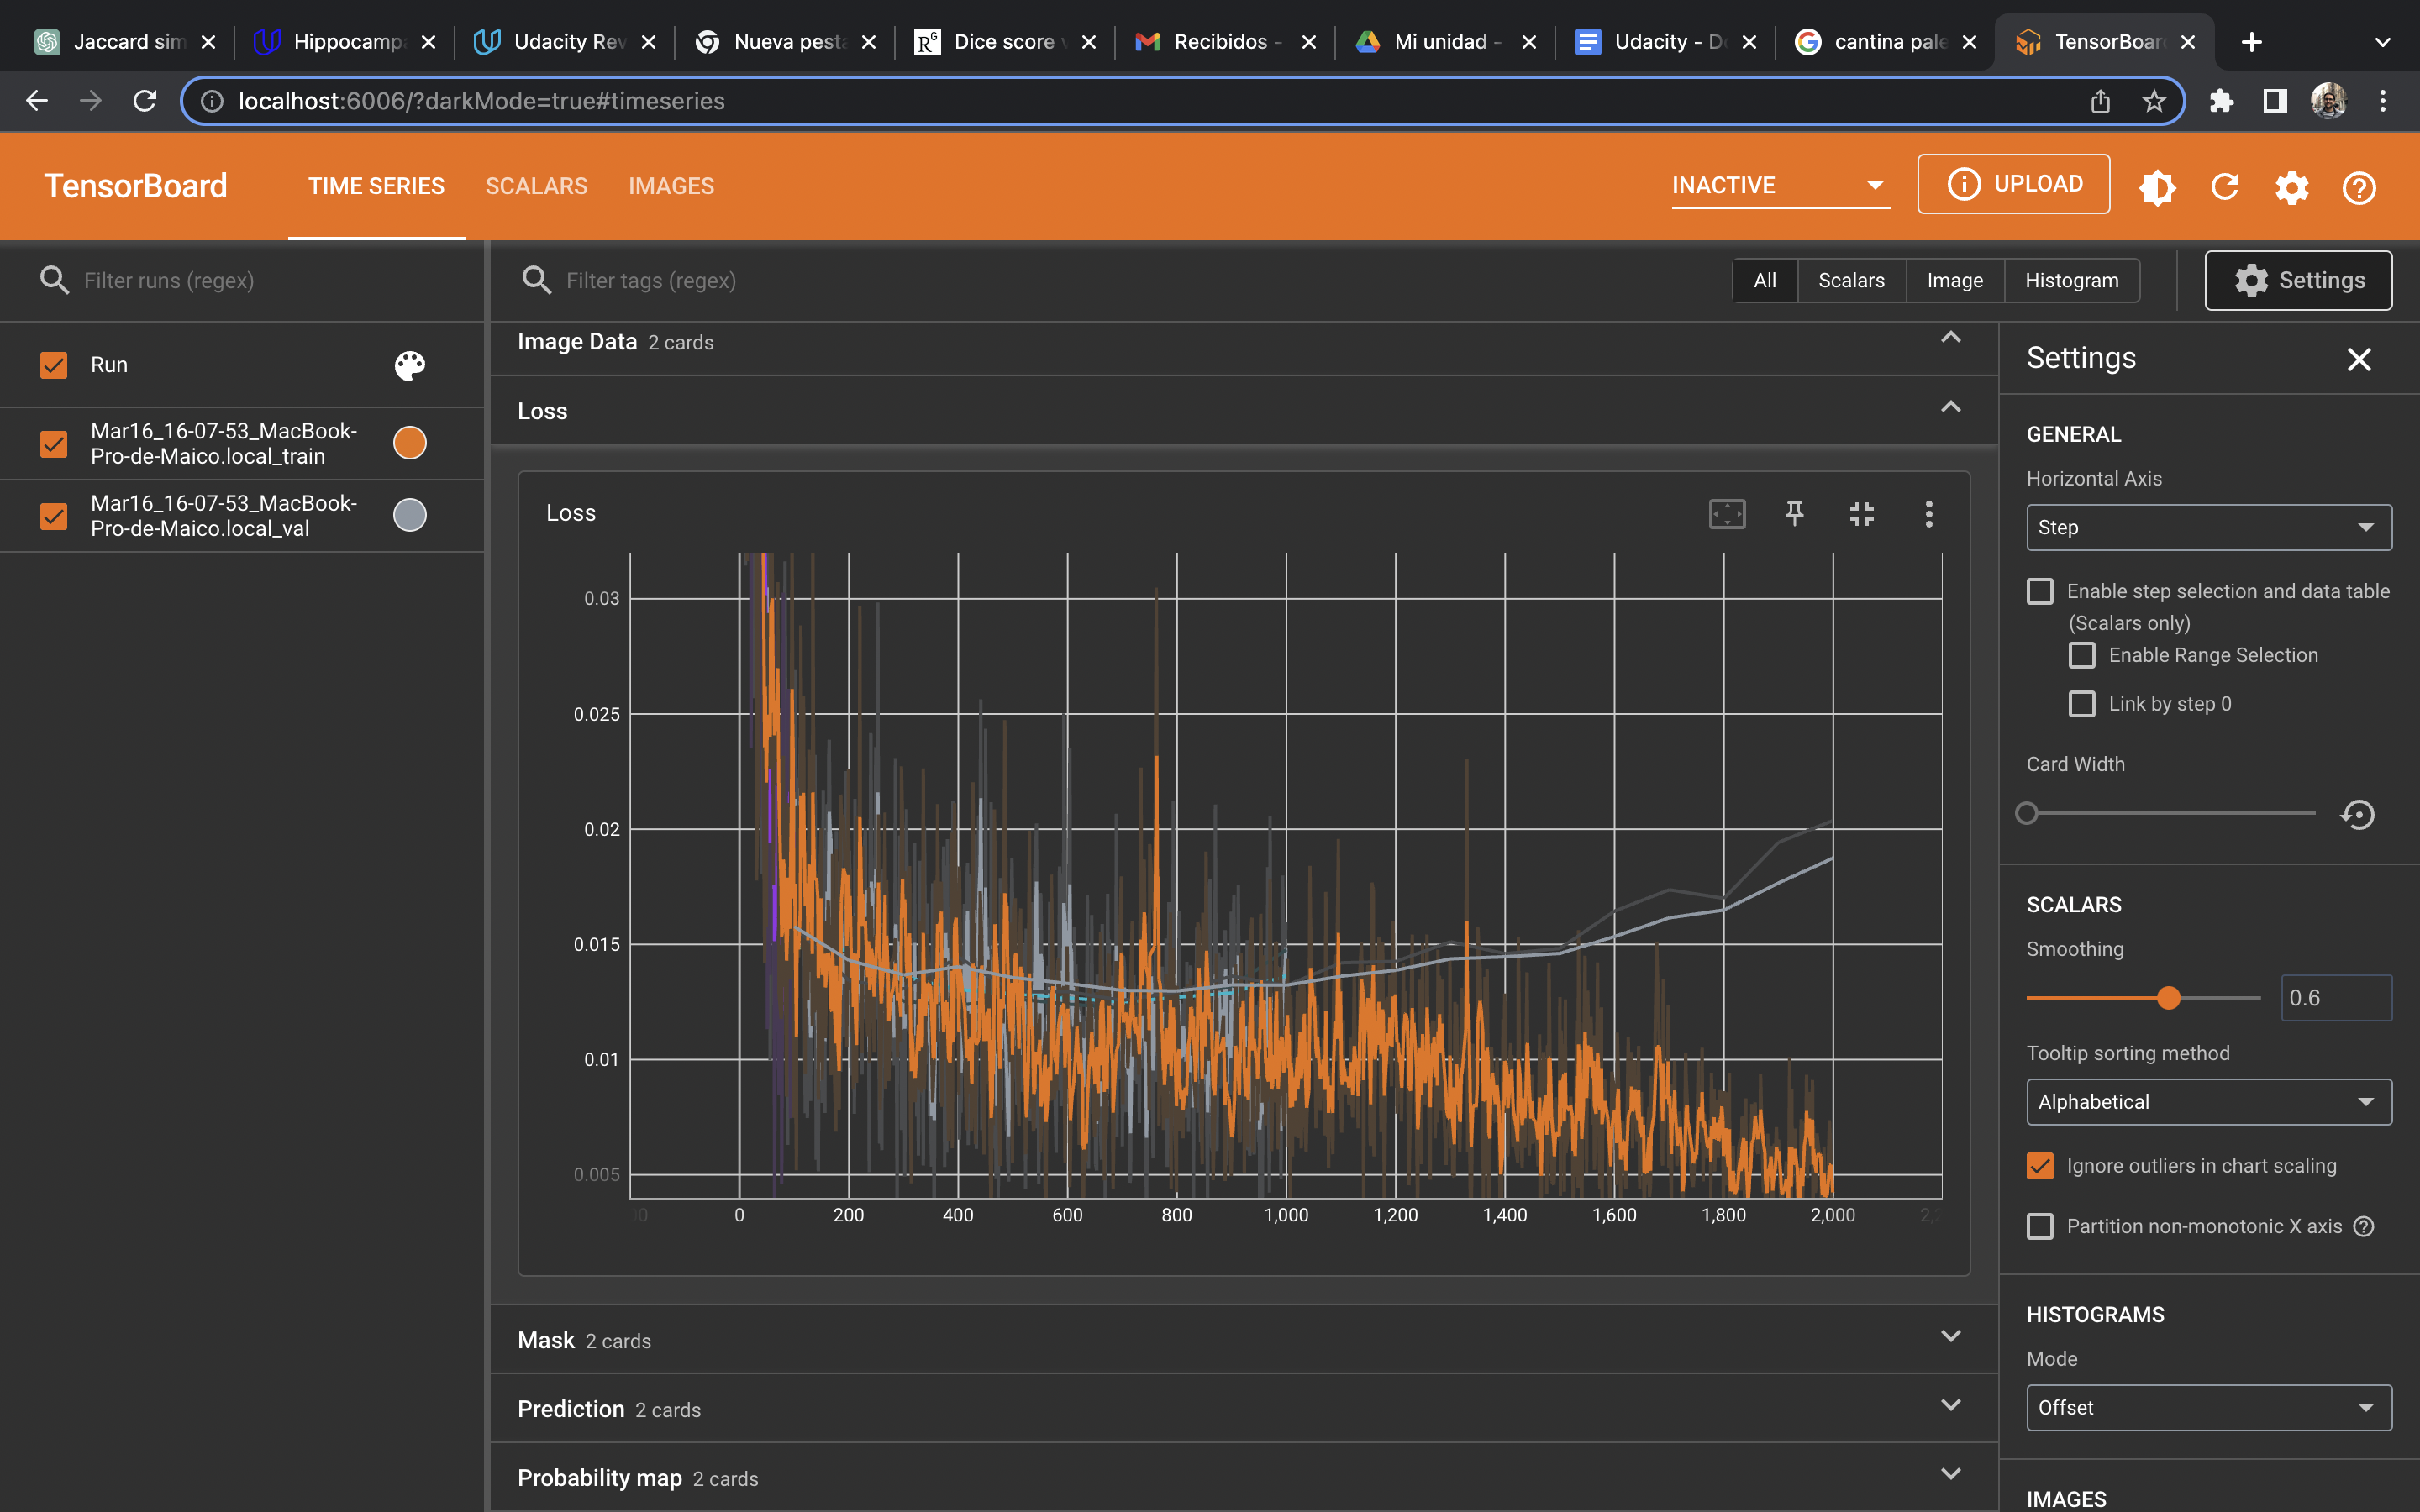 Jaccard sim
Hippocamp
Udacity Rev
Nueva pest
Dice score
Recibidos -
Mi unidad -
Udacity - D
cantina pale
TensorBoar
localhost:6006/?darkMode=true#timeseries
TensorBoard
TIME SERIES
SCALARS
IMAGES
INACTIVE
UPLOAD
Filter runs (regex)
Filter tags (regex)
All
Scalars
Image
Histogram
Settings
Run
Mar16_16-07-53_MacBook-
Pro-de-Maico.local_train
Mar16_16-07-53_MacBook-
Pro-de-Maico.local_val
Image Data 2 cards
Loss
Loss
0.03
0.025
0.02
0.015
0.01
0.005
0
200
400
600
800
1,000
1,200
1,400
1,600
1,800
2,000
Mask 2 cards
Prediction 2 cards
Probability map 2 cards
Settings
GENERAL
Horizontal Axis
Step
Enable step selection and data table
(Scalars only)
Enable Range Selection
Link by step 0
Card Width
SCALARS
Smoothing
0.6
Tooltip sorting method
Alphabetical
Ignore outliers in chart scaling
Partition non-monotonic X axis
HISTOGRAMS
Mode
Offset
IMAGES